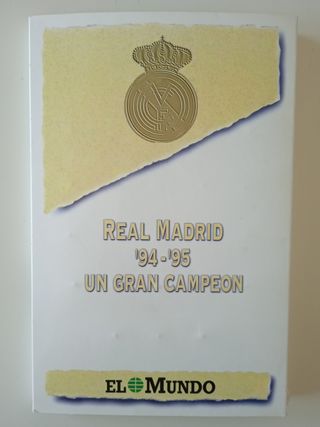 REAL MADRID
'94-'95
UN GRAN CAMPEON
EL MUNDO